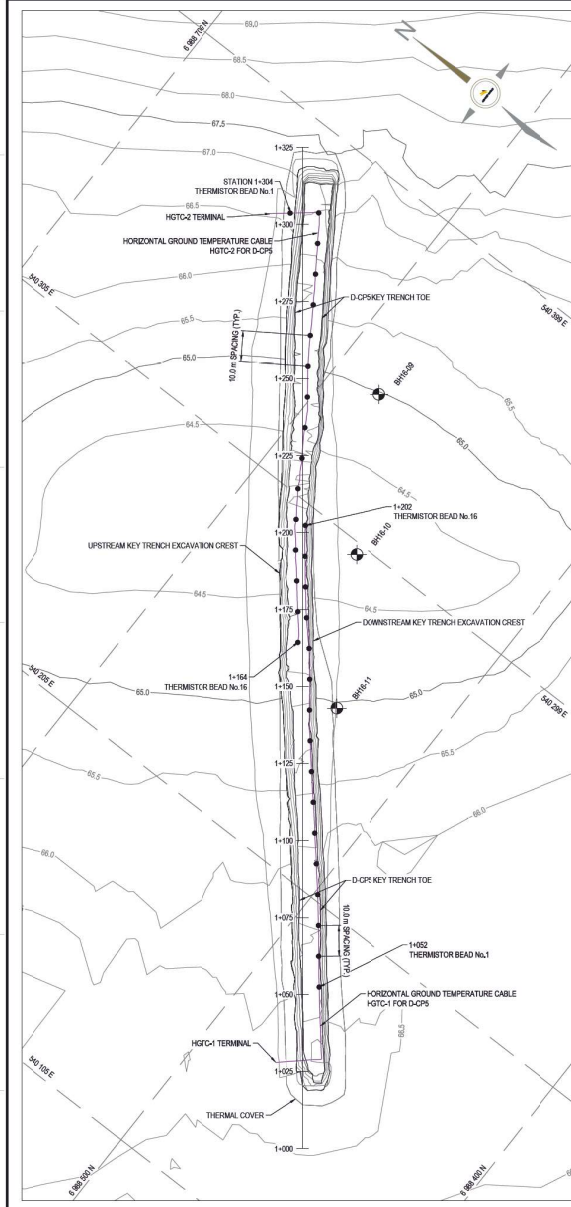 69.0
6 988 700 N
N
68.5
68.0
67.5
1+325
67.0
STATION 1+304
THERMISTOR BEAD No.1
66.5
HGTC-2 TERMINAL
1+300
HORIZONTAL GROUND TEMPERATURE CABLE
HGTC-2 FOR D-CP5
66.0
540 305 E
1+275
D-CP5 KEY TRENCH TOE
540 399 E
65.5
10.0 m SPACING (TYP.)
65.0
1+250
BH16-09
65.5
64.5
65.0
1+225
64.5
1+202
THERMISTOR BEAD No.16
1+200
BH16-10
UPSTREAM KEY TRENCH EXCAVATION CREST
64.5
1+175
64.5
DOWNSTREAM KEY TRENCH EXCAVATION CREST
540 205 E
1+164
THERMISTOR BEAD No.16
65.0
1+150
BH16-11
65.0
540 299 E
65.5
1+125
65.5
66.0
1+100
66.0
D-CP5 KEY TRENCH TOE
1+075
10.0 m SPACING (TYP.)
1+052
THERMISTOR BEAD No.1
1+050
HORIZONTAL GROUND TEMPERATURE CABLE
HGTC-1 FOR D-CP5
66.5
HGTC-1 TERMINAL
540 105 E
1+025
THERMAL COVER
1+000
6 988 500 N
6 988 400 N